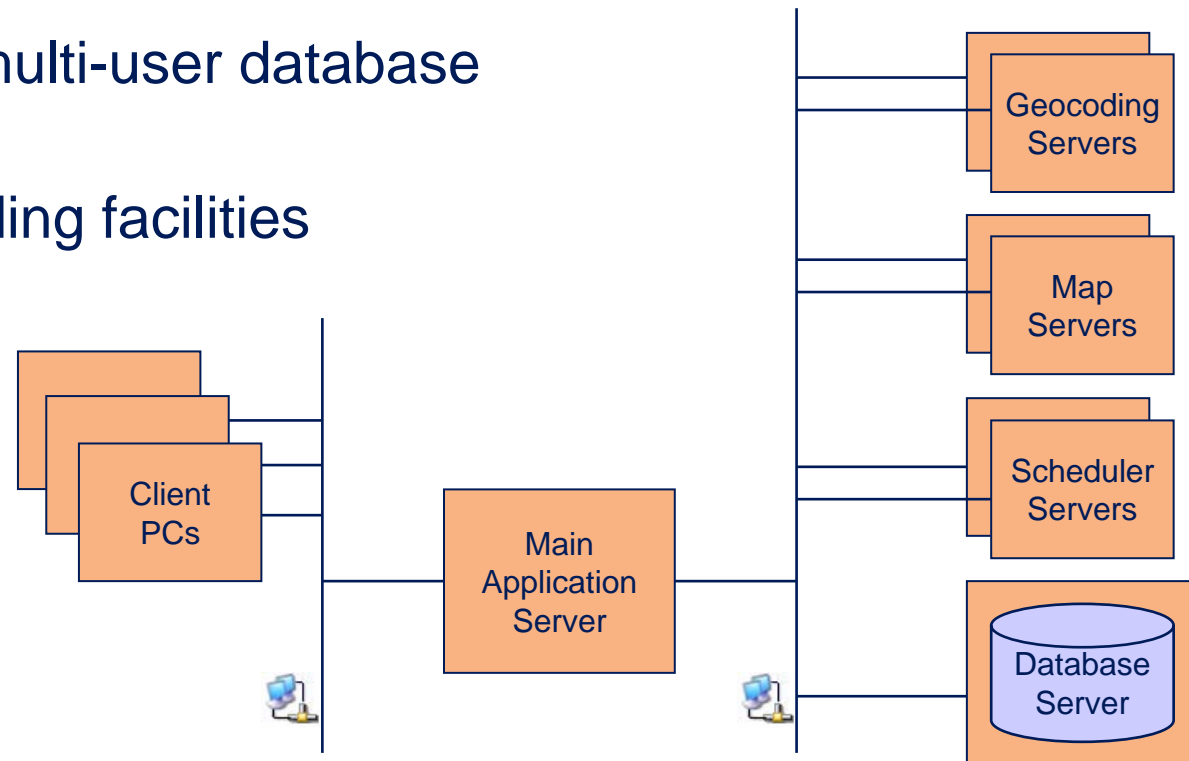 ulti-user database
ling facilities
Geocoding
Servers
Map
Servers
Scheduler
Servers
Client
PCs
Main
Application
Server
Database
Server